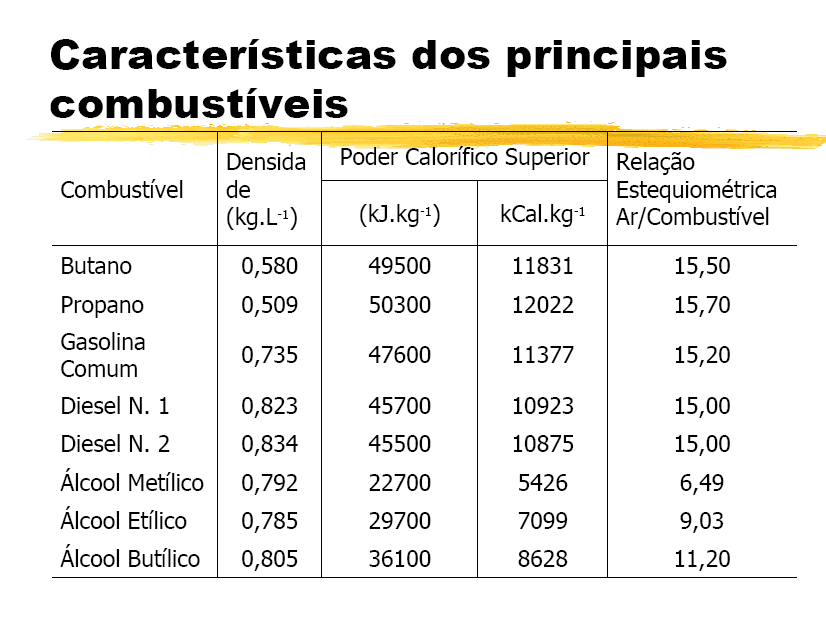 Características dos principais
combustíveis
Combustível
Densida
de
(kg.L-1)
Poder Calorífico Superior
(kJ.kg-1)
kCal.kg-1
Relação
Estequiométrica
Ar/Combustível
Butano 0,580 49500 11831 15,50
Propano 0,509 50300 12022 15,70
Gasolina
Comum 0,735 47600 11377 15,20
Diesel N. 1 0,823 45700 10923 15,00
Diesel N. 2 0,834 45500 10875 15,00
Álcool Metílico 0,792 22700 5426 6,49
Álcool Etílico 0,785 29700 7099 9,03
Álcool Butílico 0,805 36100 8628 11,20